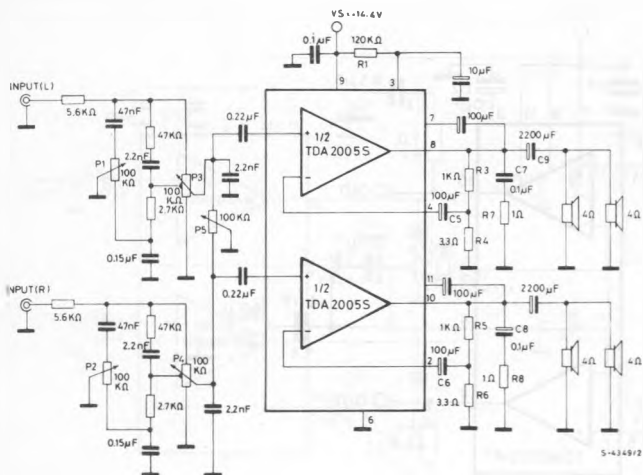 VS=14.4V
0.1µF
120KΩ
R1
10µF
9
3
INPUT(L)
5.6KΩ
47nF
47KΩ
2.2nF
P1
100
KΩ
P3
100
KΩ
2.7KΩ
0.15µF
0.22µF
2.2nF
100KΩ
P5
0.22µF
+
1/2
TDA2005S
-
7
100µF
8
2200µF
C9
1KΩ
R3
C7
0.1µF
100µF
4
C5
R7
1Ω
3.3Ω
R4
4Ω
4Ω
INPUT(R)
5.6KΩ
47nF
47KΩ
2.2nF
P2
100
KΩ
P4
100
KΩ
2.7KΩ
0.15µF
2.2nF
+
1/2
TDA2005S
-
11
100µF
10
2200µF
1KΩ
R5
C8
0.1µF
100µF
2
C6
1Ω
R8
3.3Ω
R6
4Ω
4Ω
6
S-4349/2